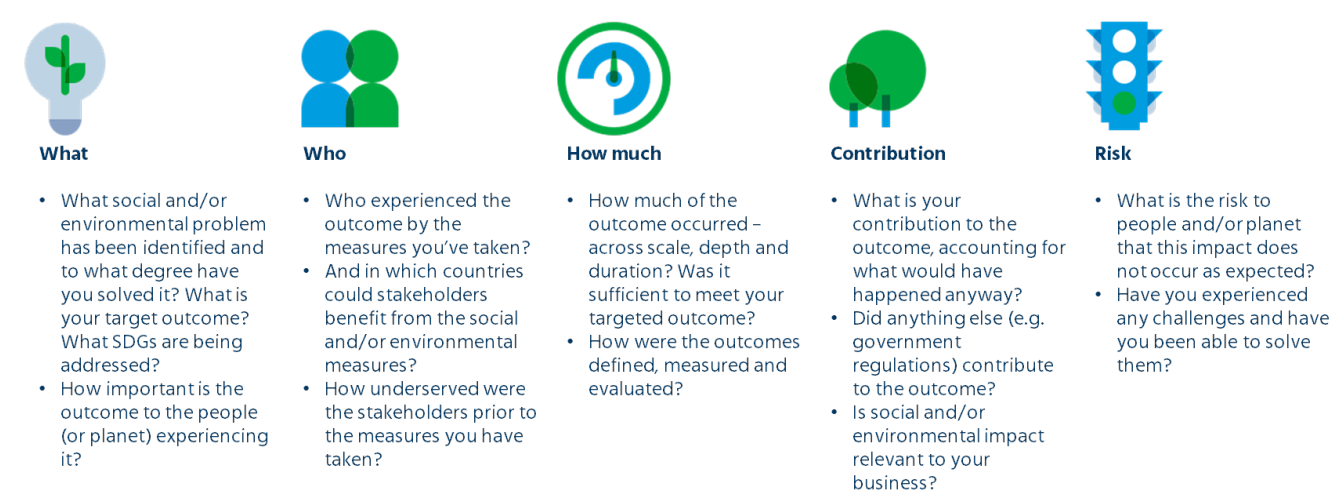 What
• What social and/or
environmental problem
has been identified and
to what degree have
you solved it? What is
your target outcome?
What SDGs are being
addressed?
• How important is the
outcome to the people
(or planet) experiencing
it?
Who
• Who experienced the
outcome by the
measures you've taken?
• And in which countries
could stakeholders
benefit from the social
and/or environmental
measures?
• How underserved were
the stakeholders prior to
the measures you have
taken?
How much
• How much of the
outcome occurred –
across scale, depth and
duration? Was it
sufficient to meet your
targeted outcome?
• How were the outcomes
defined, measured and
evaluated?
Contribution
• What is your
contribution to the
outcome, accounting for
what would have
happened anyway?
• Did anything else (e.g.
government
regulations) contribute
to the outcome?
• Is social and/or
environmental impact
relevant to your
business?
Risk
• What is the risk to
people and/or planet
that this impact does
not occur as expected?
• Have you experienced
any challenges and have
you been able to solve
them?